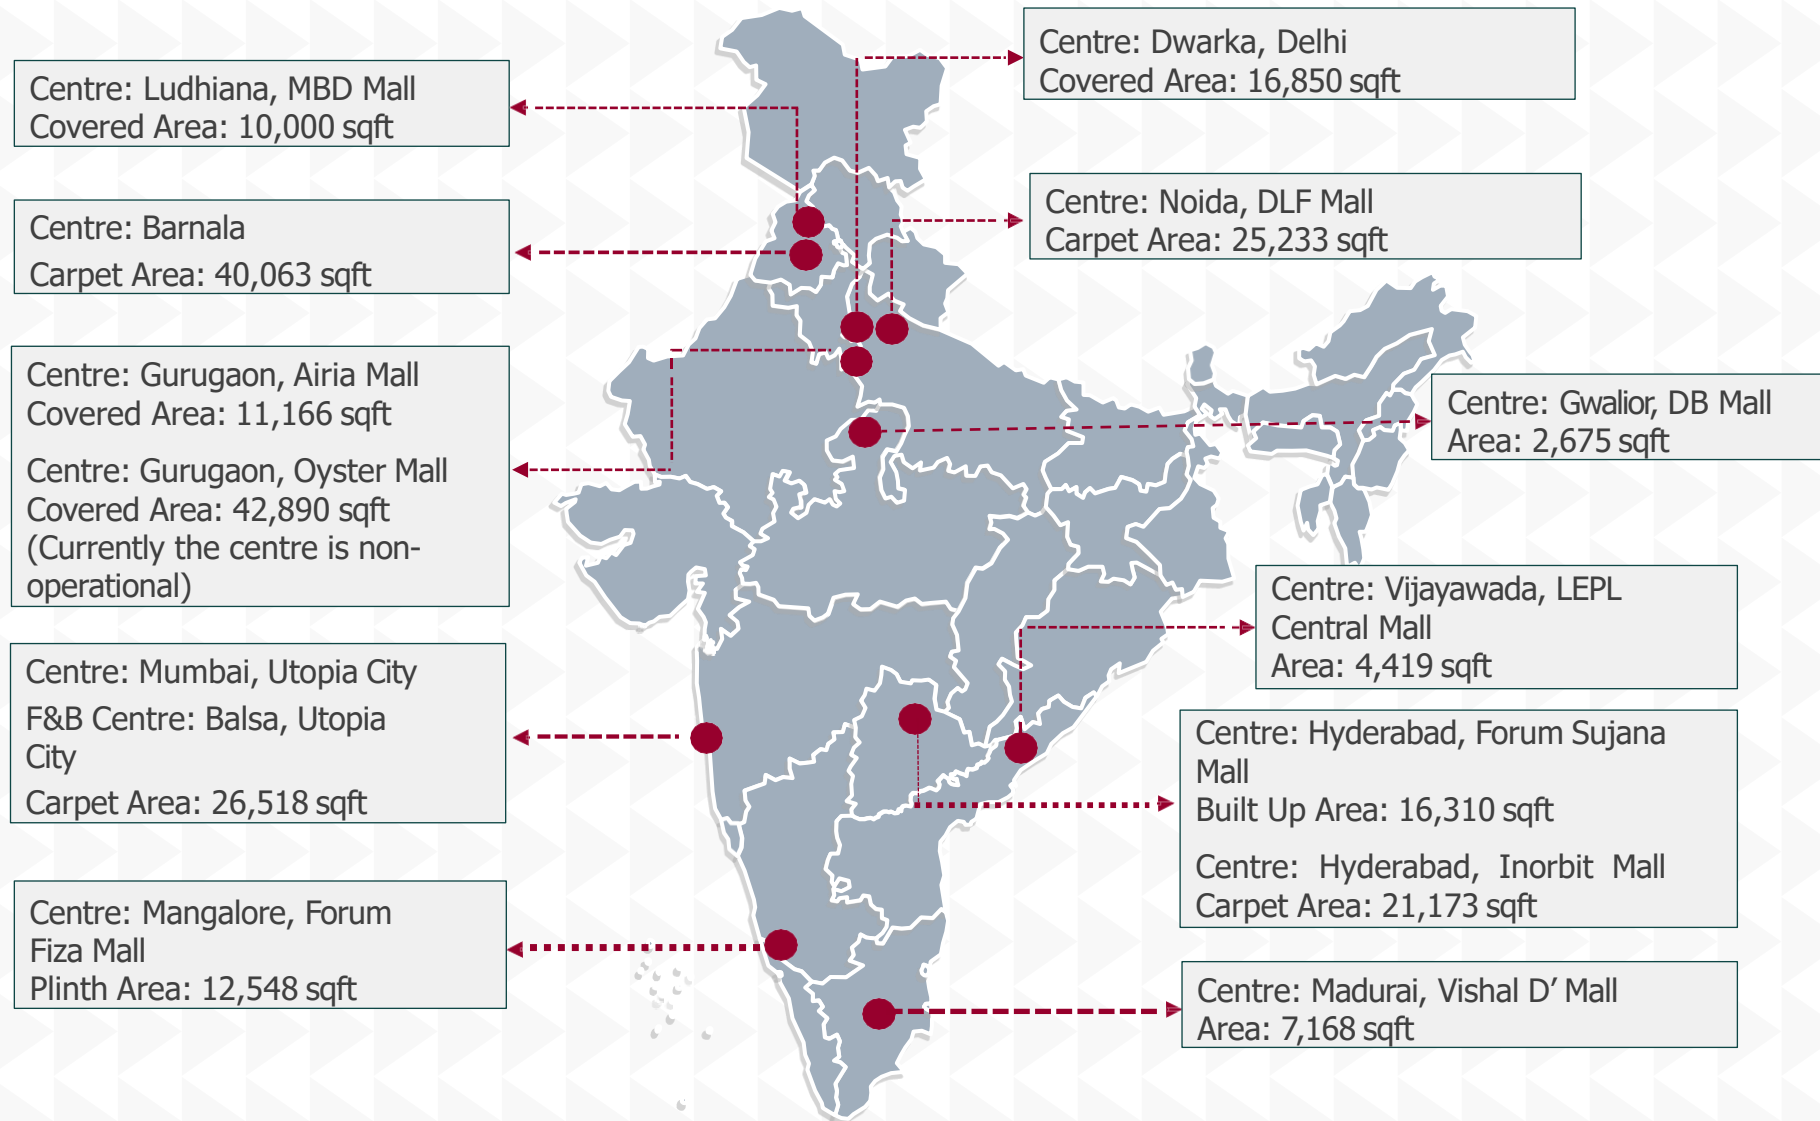 Centre: Ludhiana, MBD Mall
Covered Area: 10,000 sqft
Centre: Barnala
Carpet Area: 40,063 sqft
Centre: Gurugaon, Airia Mall
Covered Area: 11,166 sqft
Centre: Gurugaon, Oyster Mall
Covered Area: 42,890 sqft
(Currently the centre is non-
operational)
Centre: Mumbai, Utopia City
F&B Centre: Balsa, Utopia
City
Carpet Area: 26,518 sqft
Centre: Mangalore, Forum
Fiza Mall
Plinth Area: 12,548 sqft
Centre: Dwarka, Delhi
Covered Area: 16,850 sqft
Centre: Noida, DLF Mall
Carpet Area: 25,233 sqft
Centre: Gwalior, DB Mall
Area: 2,675 sqft
Centre: Vijayawada, LEPL
Central Mall
Area: 4,419 sqft
Centre: Hyderabad, Forum Sujana
Mall
Built Up Area: 16,310 sqft
Centre: Hyderabad, Inorbit Mall
Carpet Area: 21,173 sqft
Centre: Madurai, Vishal D’ Mall
Area: 7,168 sqft